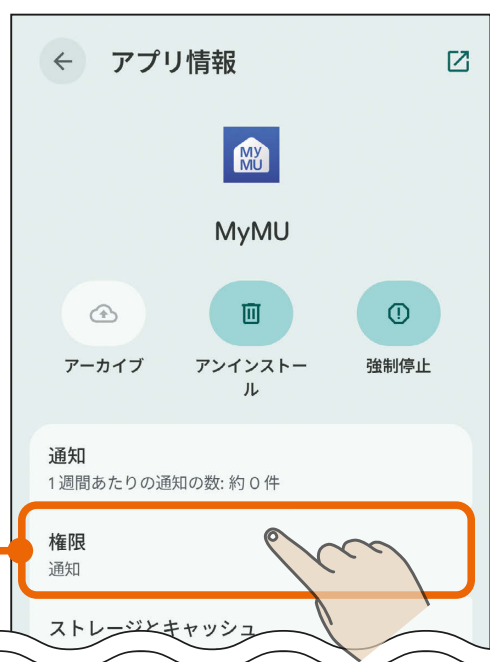 アプリ情報
MY
MU
MyMU
アーカイブ
アンインストー
ル
強制停止
通知
1週間あたりの通知の数: 約 0 件
権限
通知
ストレージとキャッシュ